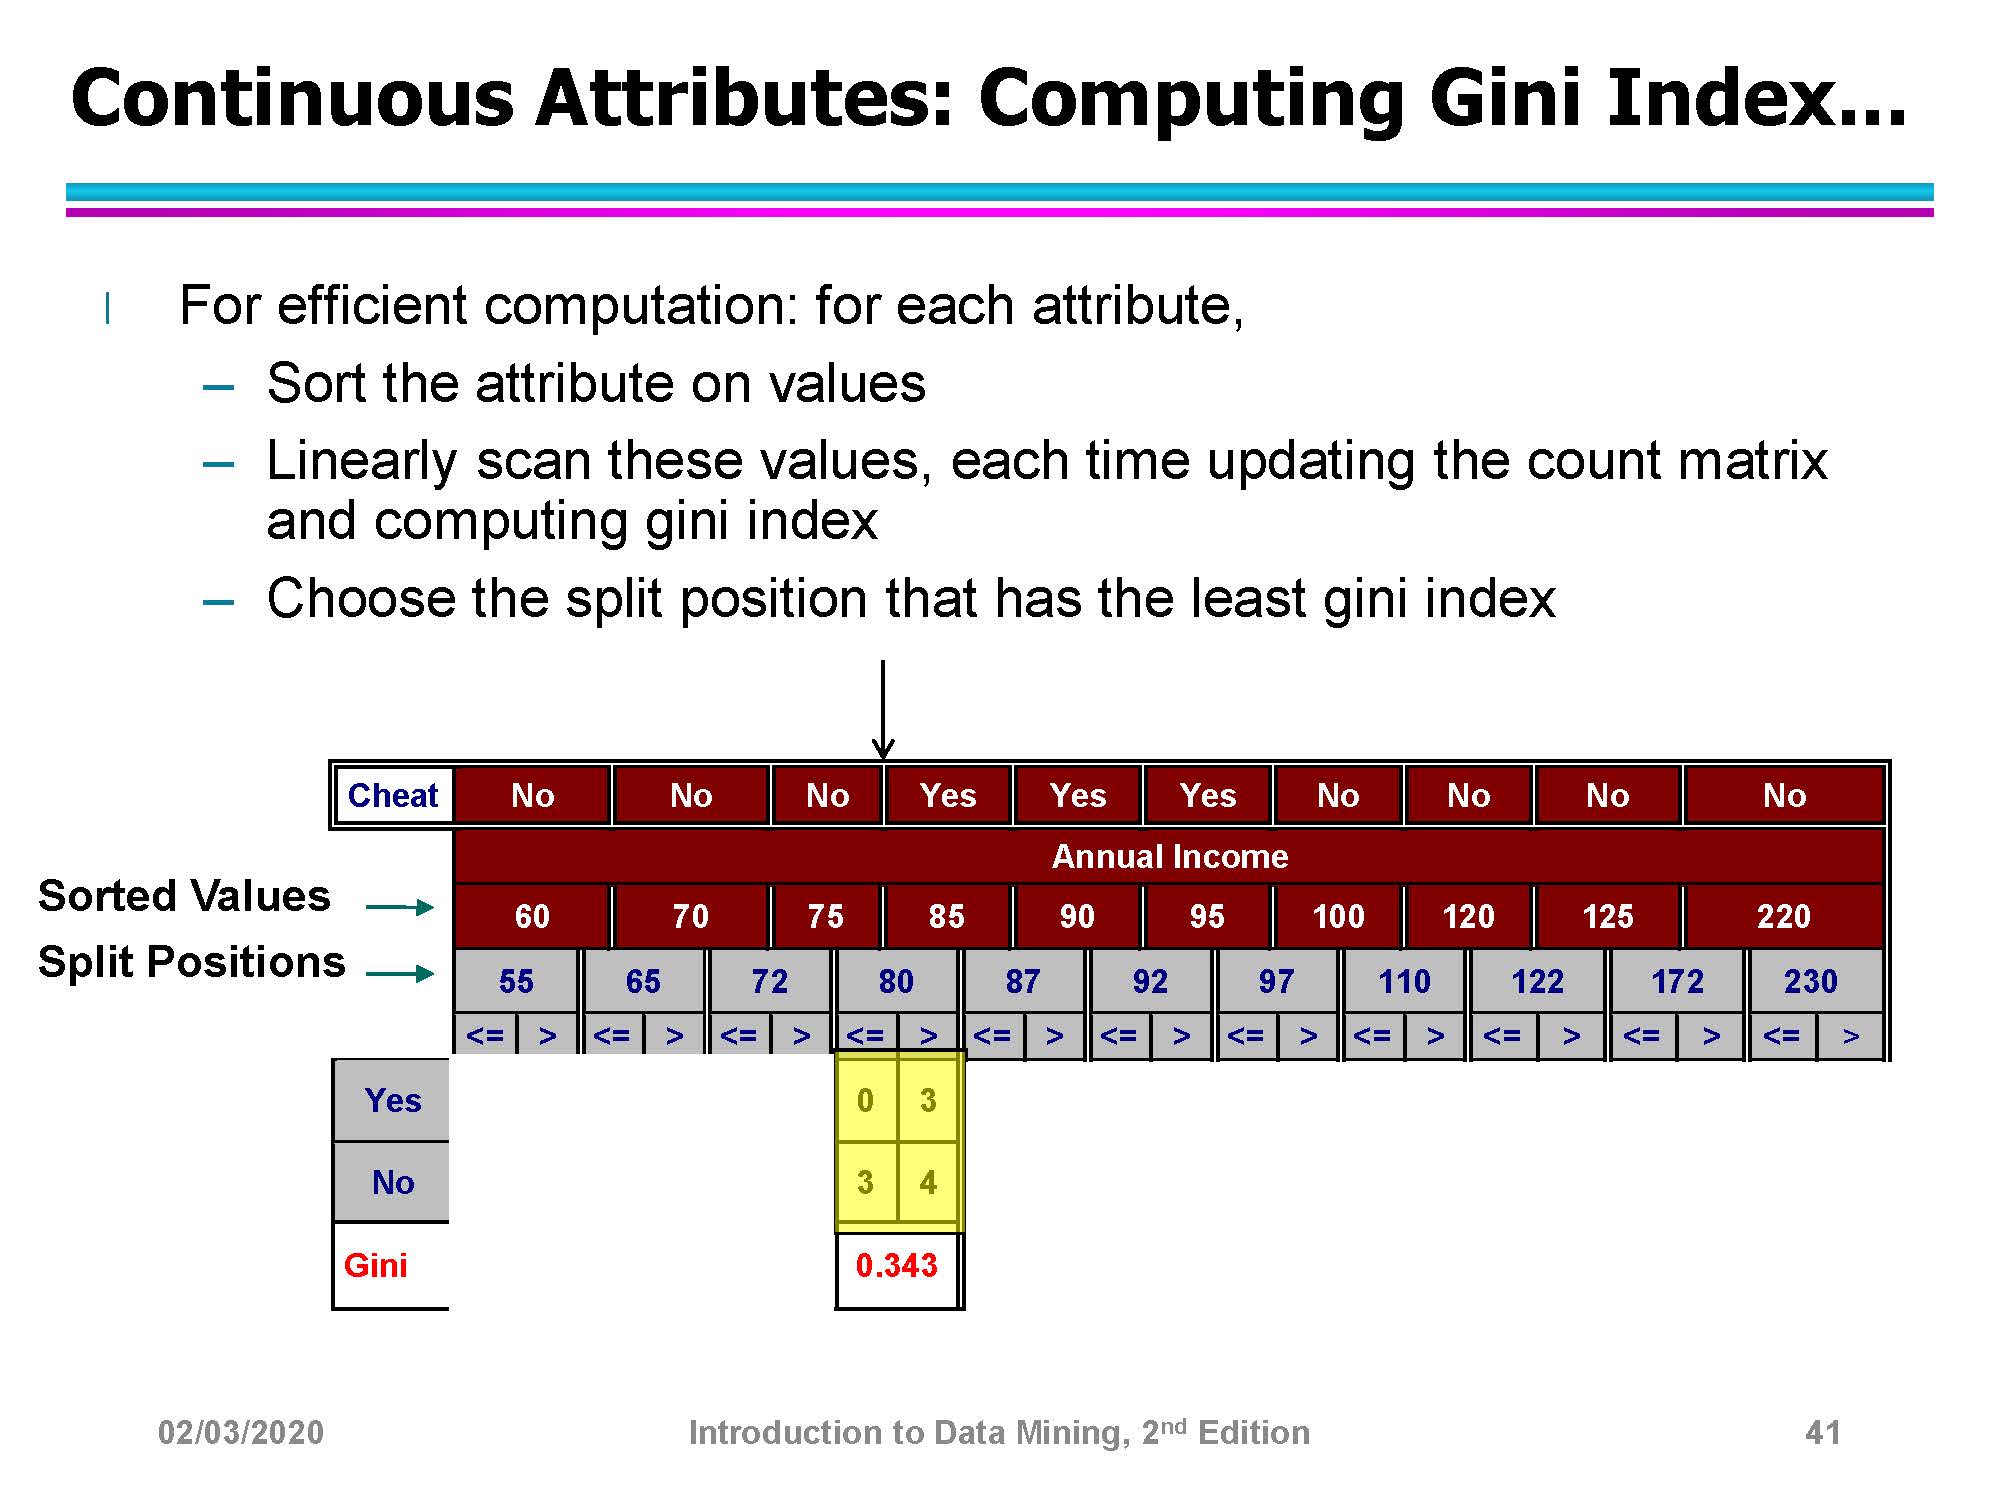 Continuous Attributes: Computing Gini Index...
l For efficient computation: for each attribute,
– Sort the attribute on values
– Linearly scan these values, each time updating the count matrix
and computing gini index
– Choose the split position that has the least gini index
Cheat No No No Yes Yes Yes No No No No
Annual Income
Sorted Values 60 70 75 85 90 95 100 120 125 220
Split Positions 55 65 72 80 87 92 97 110 122 172 230
<= > <= > <= > <= > <= > <= > <= > <= > <= > <= > <= >
Yes 0 3
No 3 4
Gini 0.343
02/03/2020 Introduction to Data Mining, 2nd Edition 41